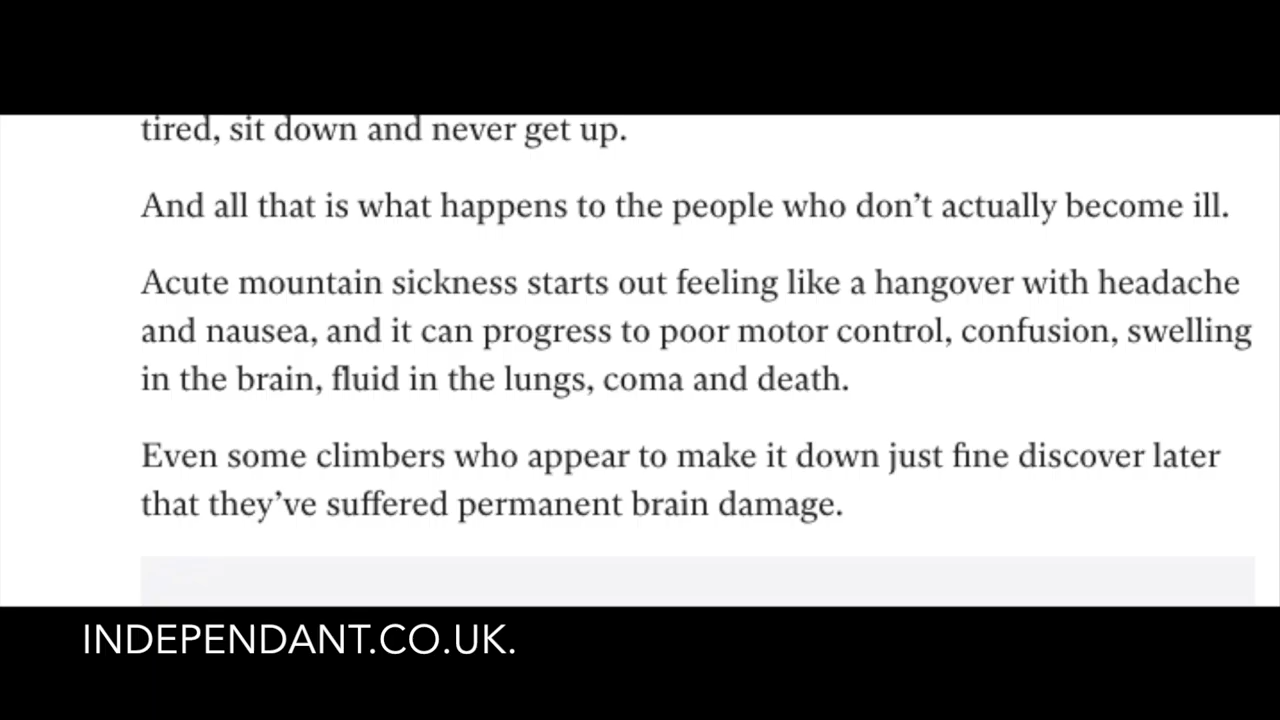 tired, sit down and never get up.
And all that is what happens to the people who don’t actually become ill.
Acute mountain sickness starts out feeling like a hangover with headache
and nausea, and it can progress to poor motor control, confusion, swelling
in the brain, fluid in the lungs, coma and death.
Even some climbers who appear to make it down just fine discover later
that they’ve suffered permanent brain damage.
INDEPENDANT.CO.UK.